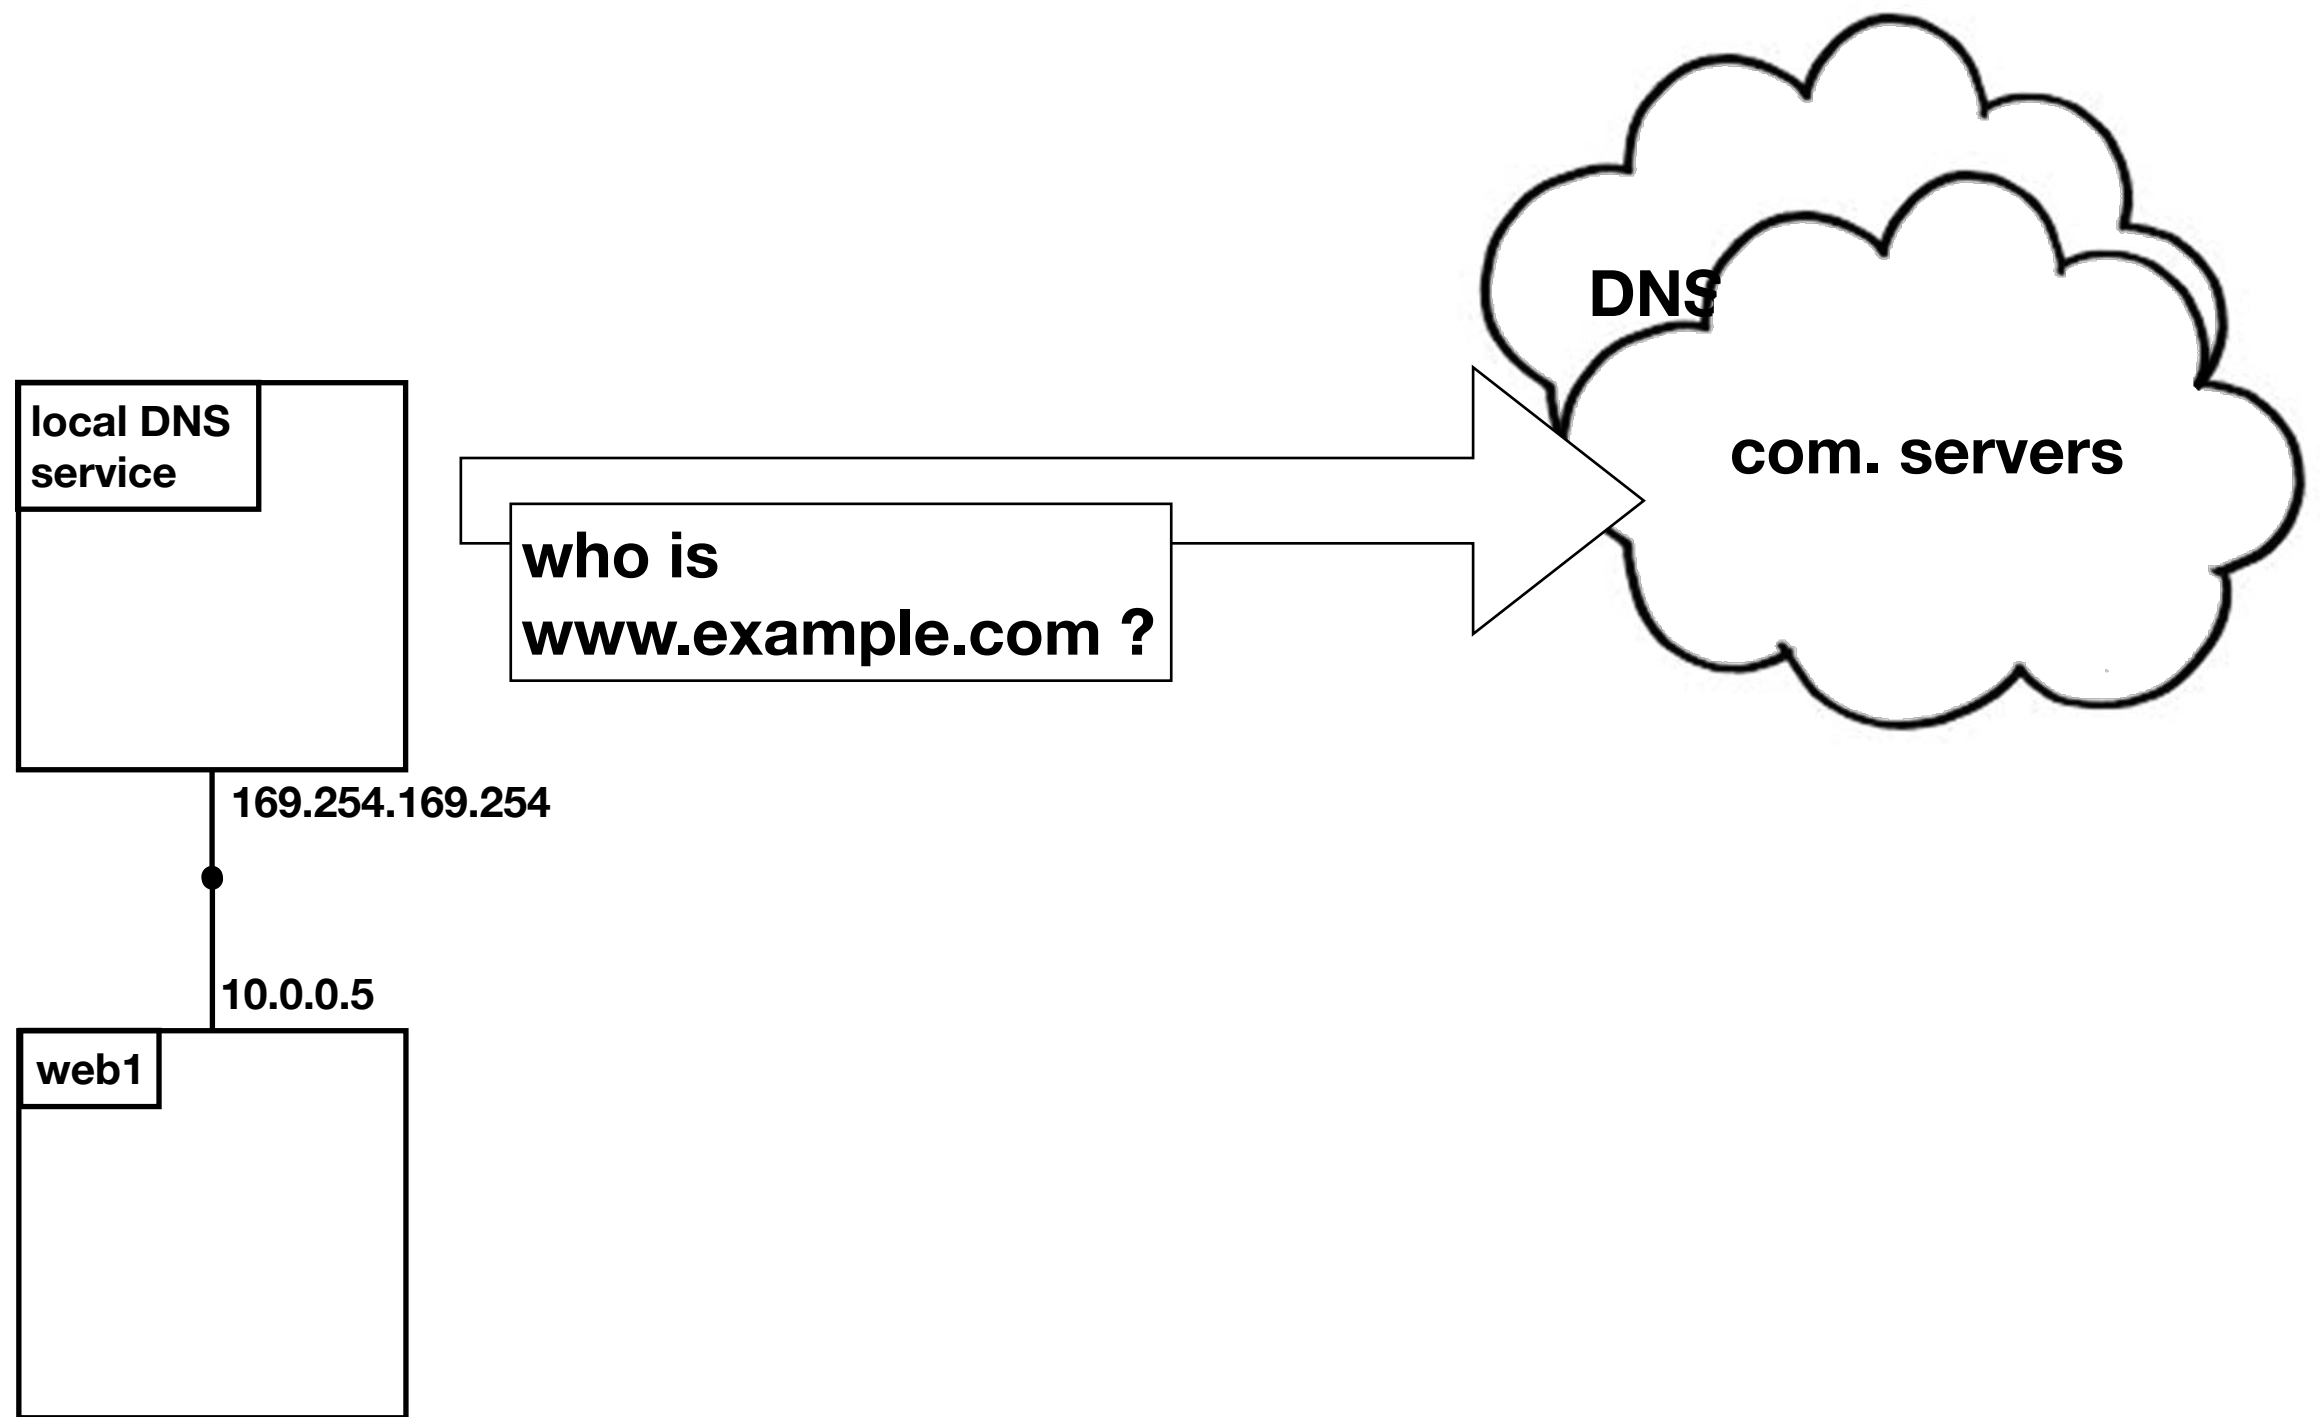 DNS
local DNS
service
com. servers
who is
www.example.com ?
169.254.169.254
10.0.0.5
web1